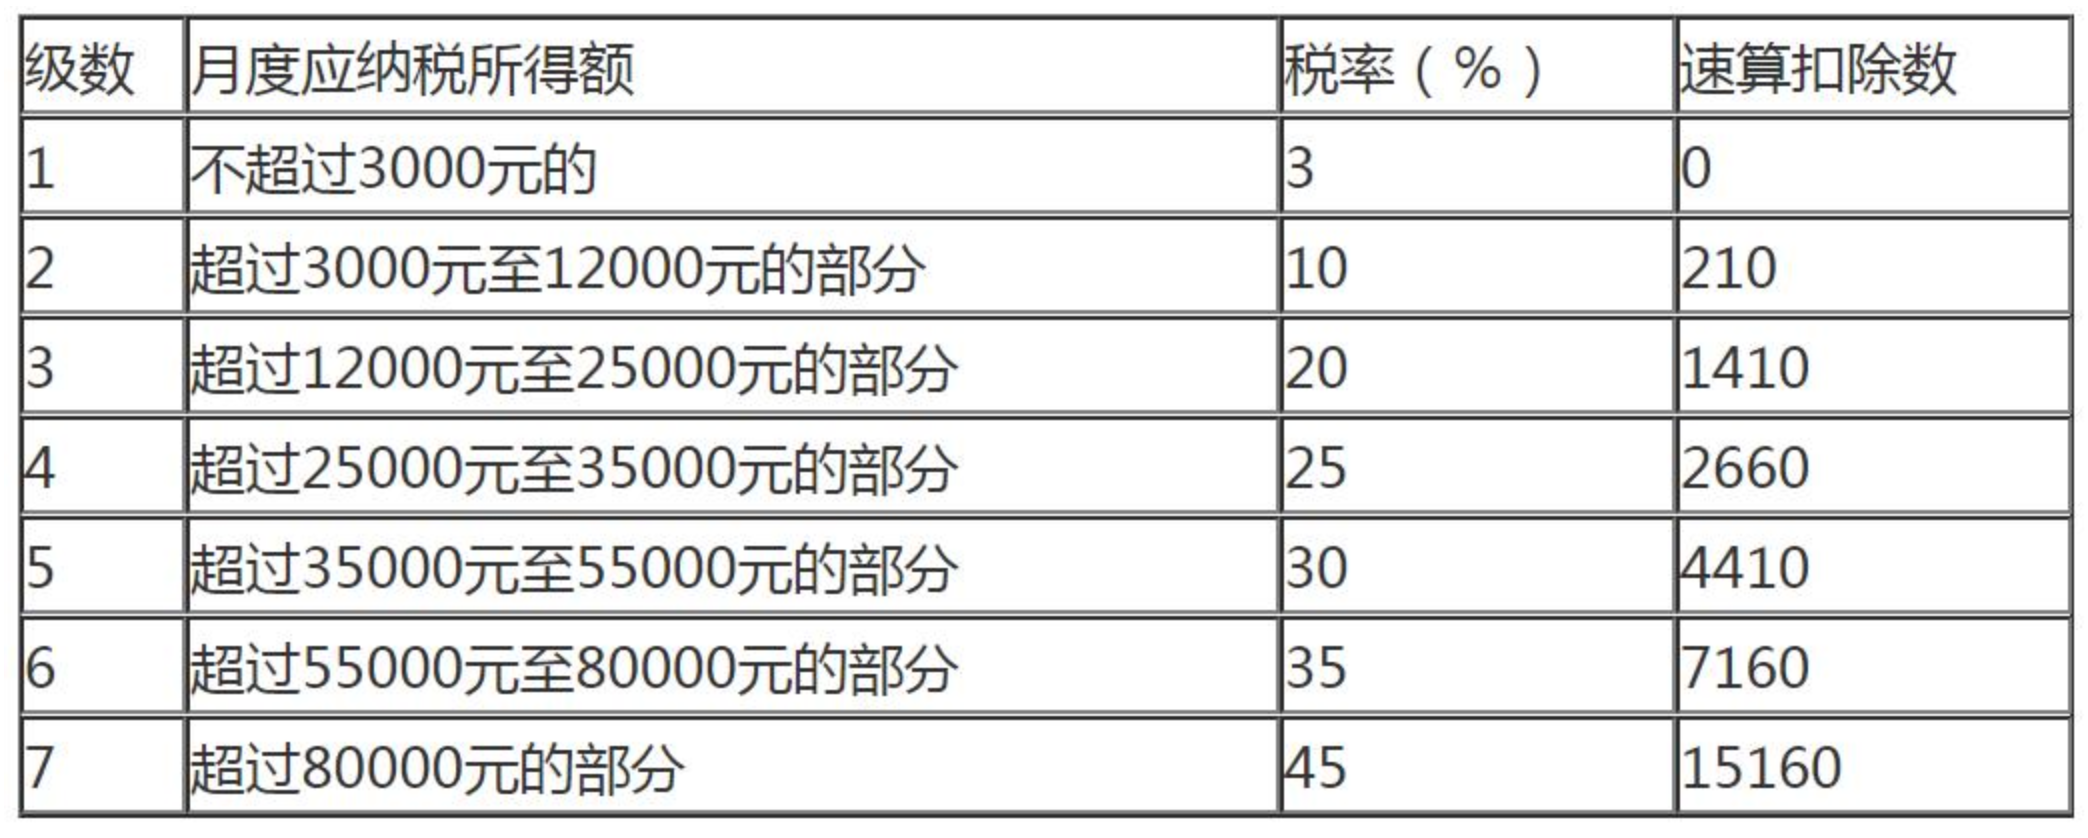 级数 月度应纳税所得额 税率（%） 速算扣除数
1 不超过3000元的 3 0
2 超过3000元至12000元的部分 10 210
3 超过12000元至25000元的部分 20 1410
4 超过25000元至35000元的部分 25 2660
5 超过35000元至55000元的部分 30 4410
6 超过55000元至80000元的部分 35 7160
7 超过80000元的部分 45 15160